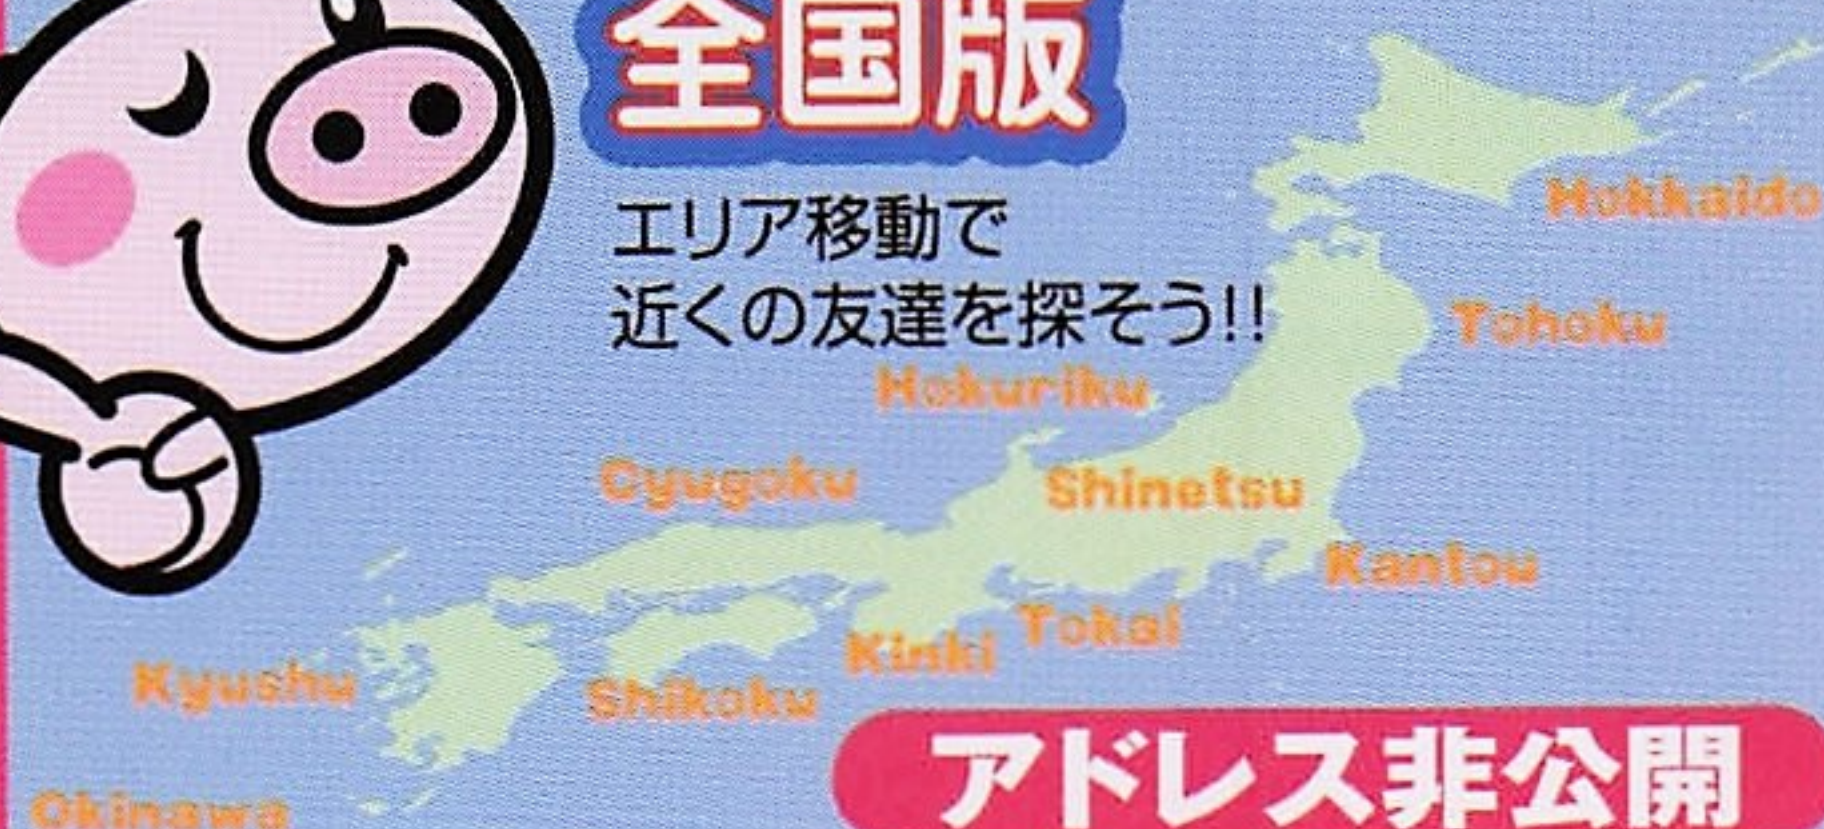 全国版
エリア移動で
近くの友達を探そう!!
Hokkaido
Tohoku
Hokuriku
Cyugoku
Shinetsu
Kantou
Tokai
Kinki
Kyushu
Shikoku
アドレス非公開
Okinawa